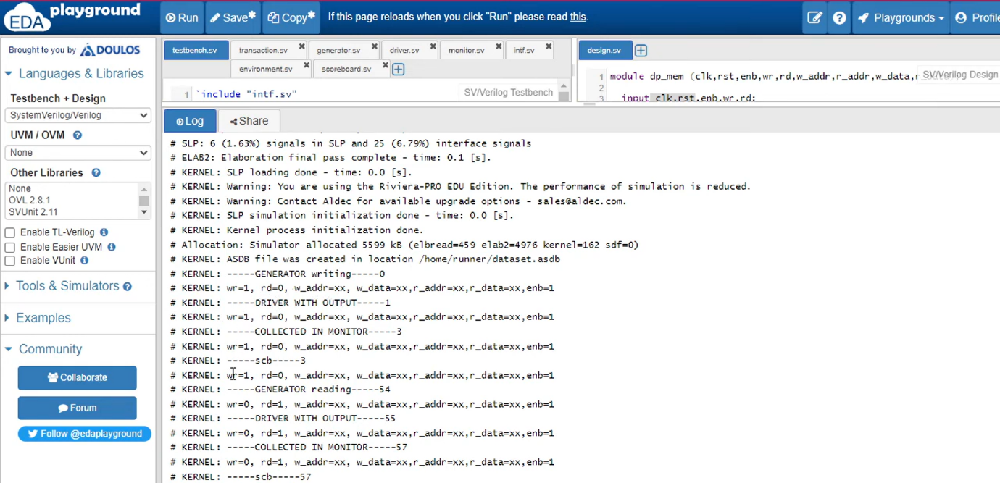 EDA playground
Run
Save*
Copy*
If this page reloads when you click "Run" please read this.
Playgrounds
Profile
Brought to you by DOULOS
Languages & Libraries
Testbench + Design
SystemVerilog/Verilog
UVM / OVM
None
Other Libraries
None
OVL 2.8.1
SVUnit 2.11
Enable TL-Verilog
Enable Easier UVM
Enable VUnit
Tools & Simulators
Examples
Community
Collaborate
Forum
Follow @edaplayground
testbench.sv
transaction.sv
generator.sv
driver.sv
monitor.sv
intf.sv
environment.sv
scoreboard.sv
1 `include "intf.sv"
SV/Verilog Testbench
design.sv
SV/Verilog Design
1 module dp_mem (clk,rst,enb,wr,rd,w_addr,r_addr,w_data,
2
3 input clk,rst,enb,wr,rd;
Log
Share
# SLP: 6 (1.63%) signals in SLP and 25 (6.79%) interface signals
# ELAB2: Elaboration final pass complete - time: 0.1 [s].
# KERNEL: SLP loading done - time: 0.0 [s].
# KERNEL: Warning: You are using the Riviera-PRO EDU Edition. The performance of simulation is reduced.
# KERNEL: Warning: Contact Aldec for available upgrade options - sales@aldec.com.
# KERNEL: SLP simulation initialization done - time: 0.0 [s].
# KERNEL: Kernel process initialization done.
# Allocation: Simulator allocated 5599 kB (elbread=459 elab2=4976 kernel=162 sdf=0)
# KERNEL: ASDB file was created in location /home/runner/dataset.asdb
# KERNEL: -----GENERATOR writing-----0
# KERNEL: wr=1, rd=0, w_addr=xx, w_data=xx,r_addr=xx,r_data=xx,enb=1
# KERNEL: -----DRIVER WITH OUTPUT-----1
# KERNEL: wr=1, rd=0, w_addr=xx, w_data=xx,r_addr=xx,r_data=xx,enb=1
# KERNEL: -----COLLECTED IN MONITOR-----3
# KERNEL: wr=1, rd=0, w_addr=xx, w_data=xx,r_addr=xx,r_data=xx,enb=1
# KERNEL: -----scb-----3
# KERNEL: wr=1, rd=0, w_addr=xx, w_data=xx,r_addr=xx,r_data=xx,enb=1
# KERNEL: -----GENERATOR reading-----54
# KERNEL: wr=0, rd=1, w_addr=xx, w_data=xx,r_addr=xx,r_data=xx,enb=1
# KERNEL: -----DRIVER WITH OUTPUT-----55
# KERNEL: wr=0, rd=1, w_addr=xx, w_data=xx,r_addr=xx,r_data=xx,enb=1
# KERNEL: -----COLLECTED IN MONITOR-----57
# KERNEL: wr=0, rd=1, w_addr=xx, w_data=xx,r_addr=xx,r_data=xx,enb=1
# KERNEL: -----scb-----57